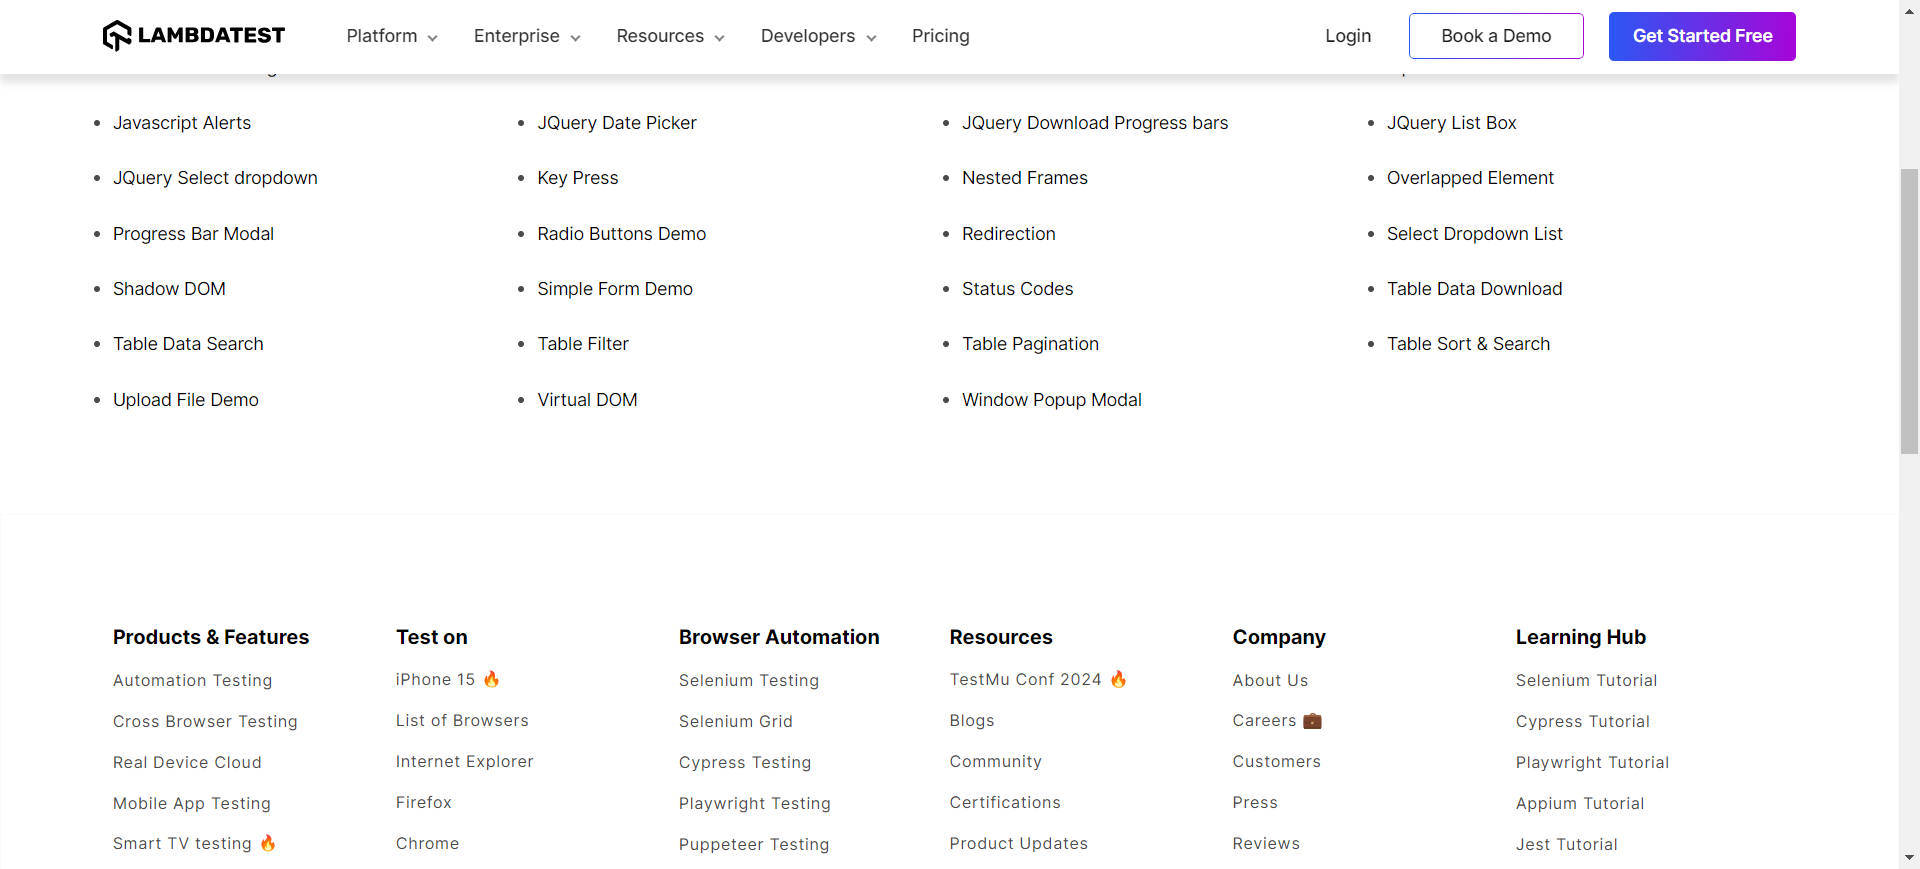 LAMBDATEST Platform Enterprise Resources Developers Pricing Login Book a Demo Get Started Free
Javascript Alerts JQuery Date Picker JQuery Download Progress bars JQuery List Box
JQuery Select dropdown Key Press Nested Frames Overlapped Element
Progress Bar Modal Radio Buttons Demo Redirection Select Dropdown List
Shadow DOM Simple Form Demo Status Codes Table Data Download
Table Data Search Table Filter Table Pagination Table Sort & Search
Upload File Demo Virtual DOM Window Popup Modal
Products & Features Test on Browser Automation Resources Company Learning Hub
Automation Testing iPhone 15 🔥 Selenium Testing TestMu Conf 2024 🔥 About Us Selenium Tutorial
Cross Browser Testing List of Browsers Selenium Grid Blogs Careers 💼 Cypress Tutorial
Real Device Cloud Internet Explorer Cypress Testing Community Customers Playwright Tutorial
Mobile App Testing Firefox Playwright Testing Certifications Press Appium Tutorial
Smart TV testing 🔥 Chrome Puppeteer Testing Product Updates Reviews Jest Tutorial